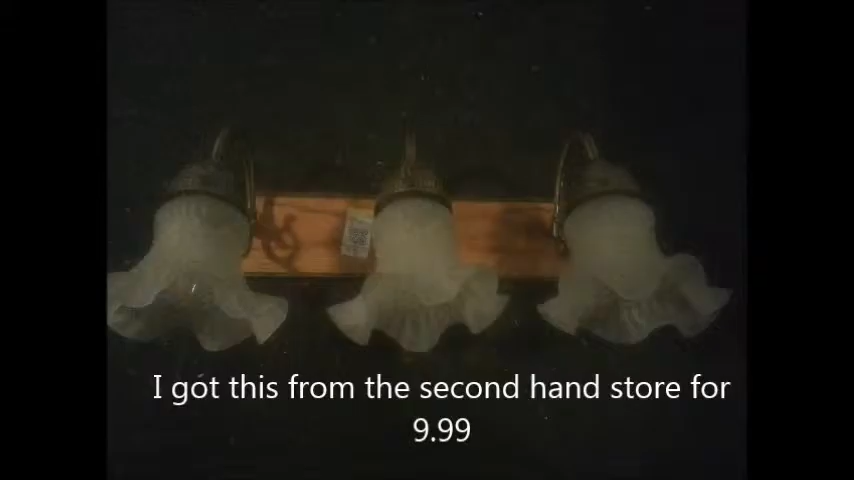 I got this from the second hand store for
9.99